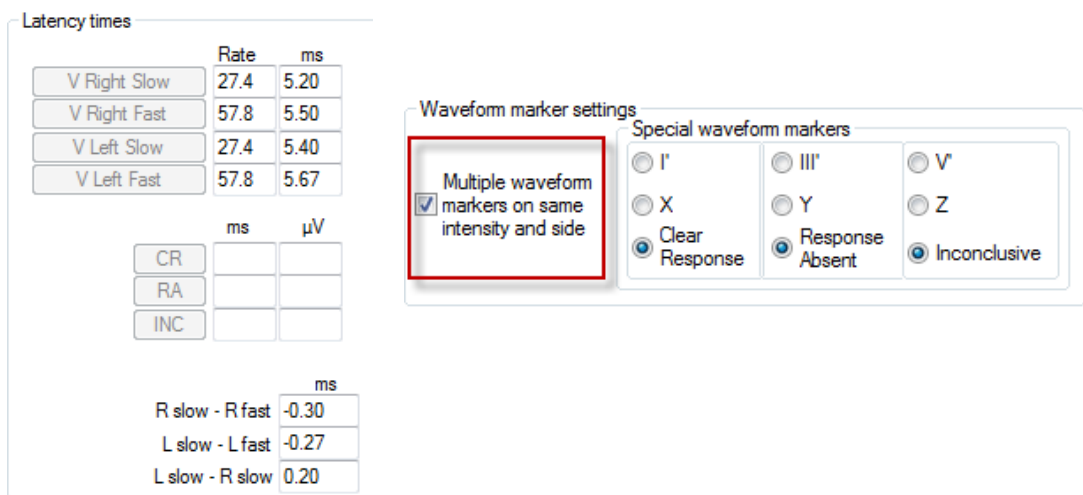 Latency times
Rate ms
V Right Slow 27.4 5.20
V Right Fast 57.8 5.50
V Left Slow 27.4 5.40
V Left Fast 57.8 5.67
ms µV
CR
RA
INC
ms
R slow - R fast -0.30
L slow - L fast -0.27
L slow - R slow 0.20
Waveform marker settings
Multiple waveform
markers on same
intensity and side
Special waveform markers
I' III' V'
X Y Z
Clear
Response
Response
Absent
Inconclusive